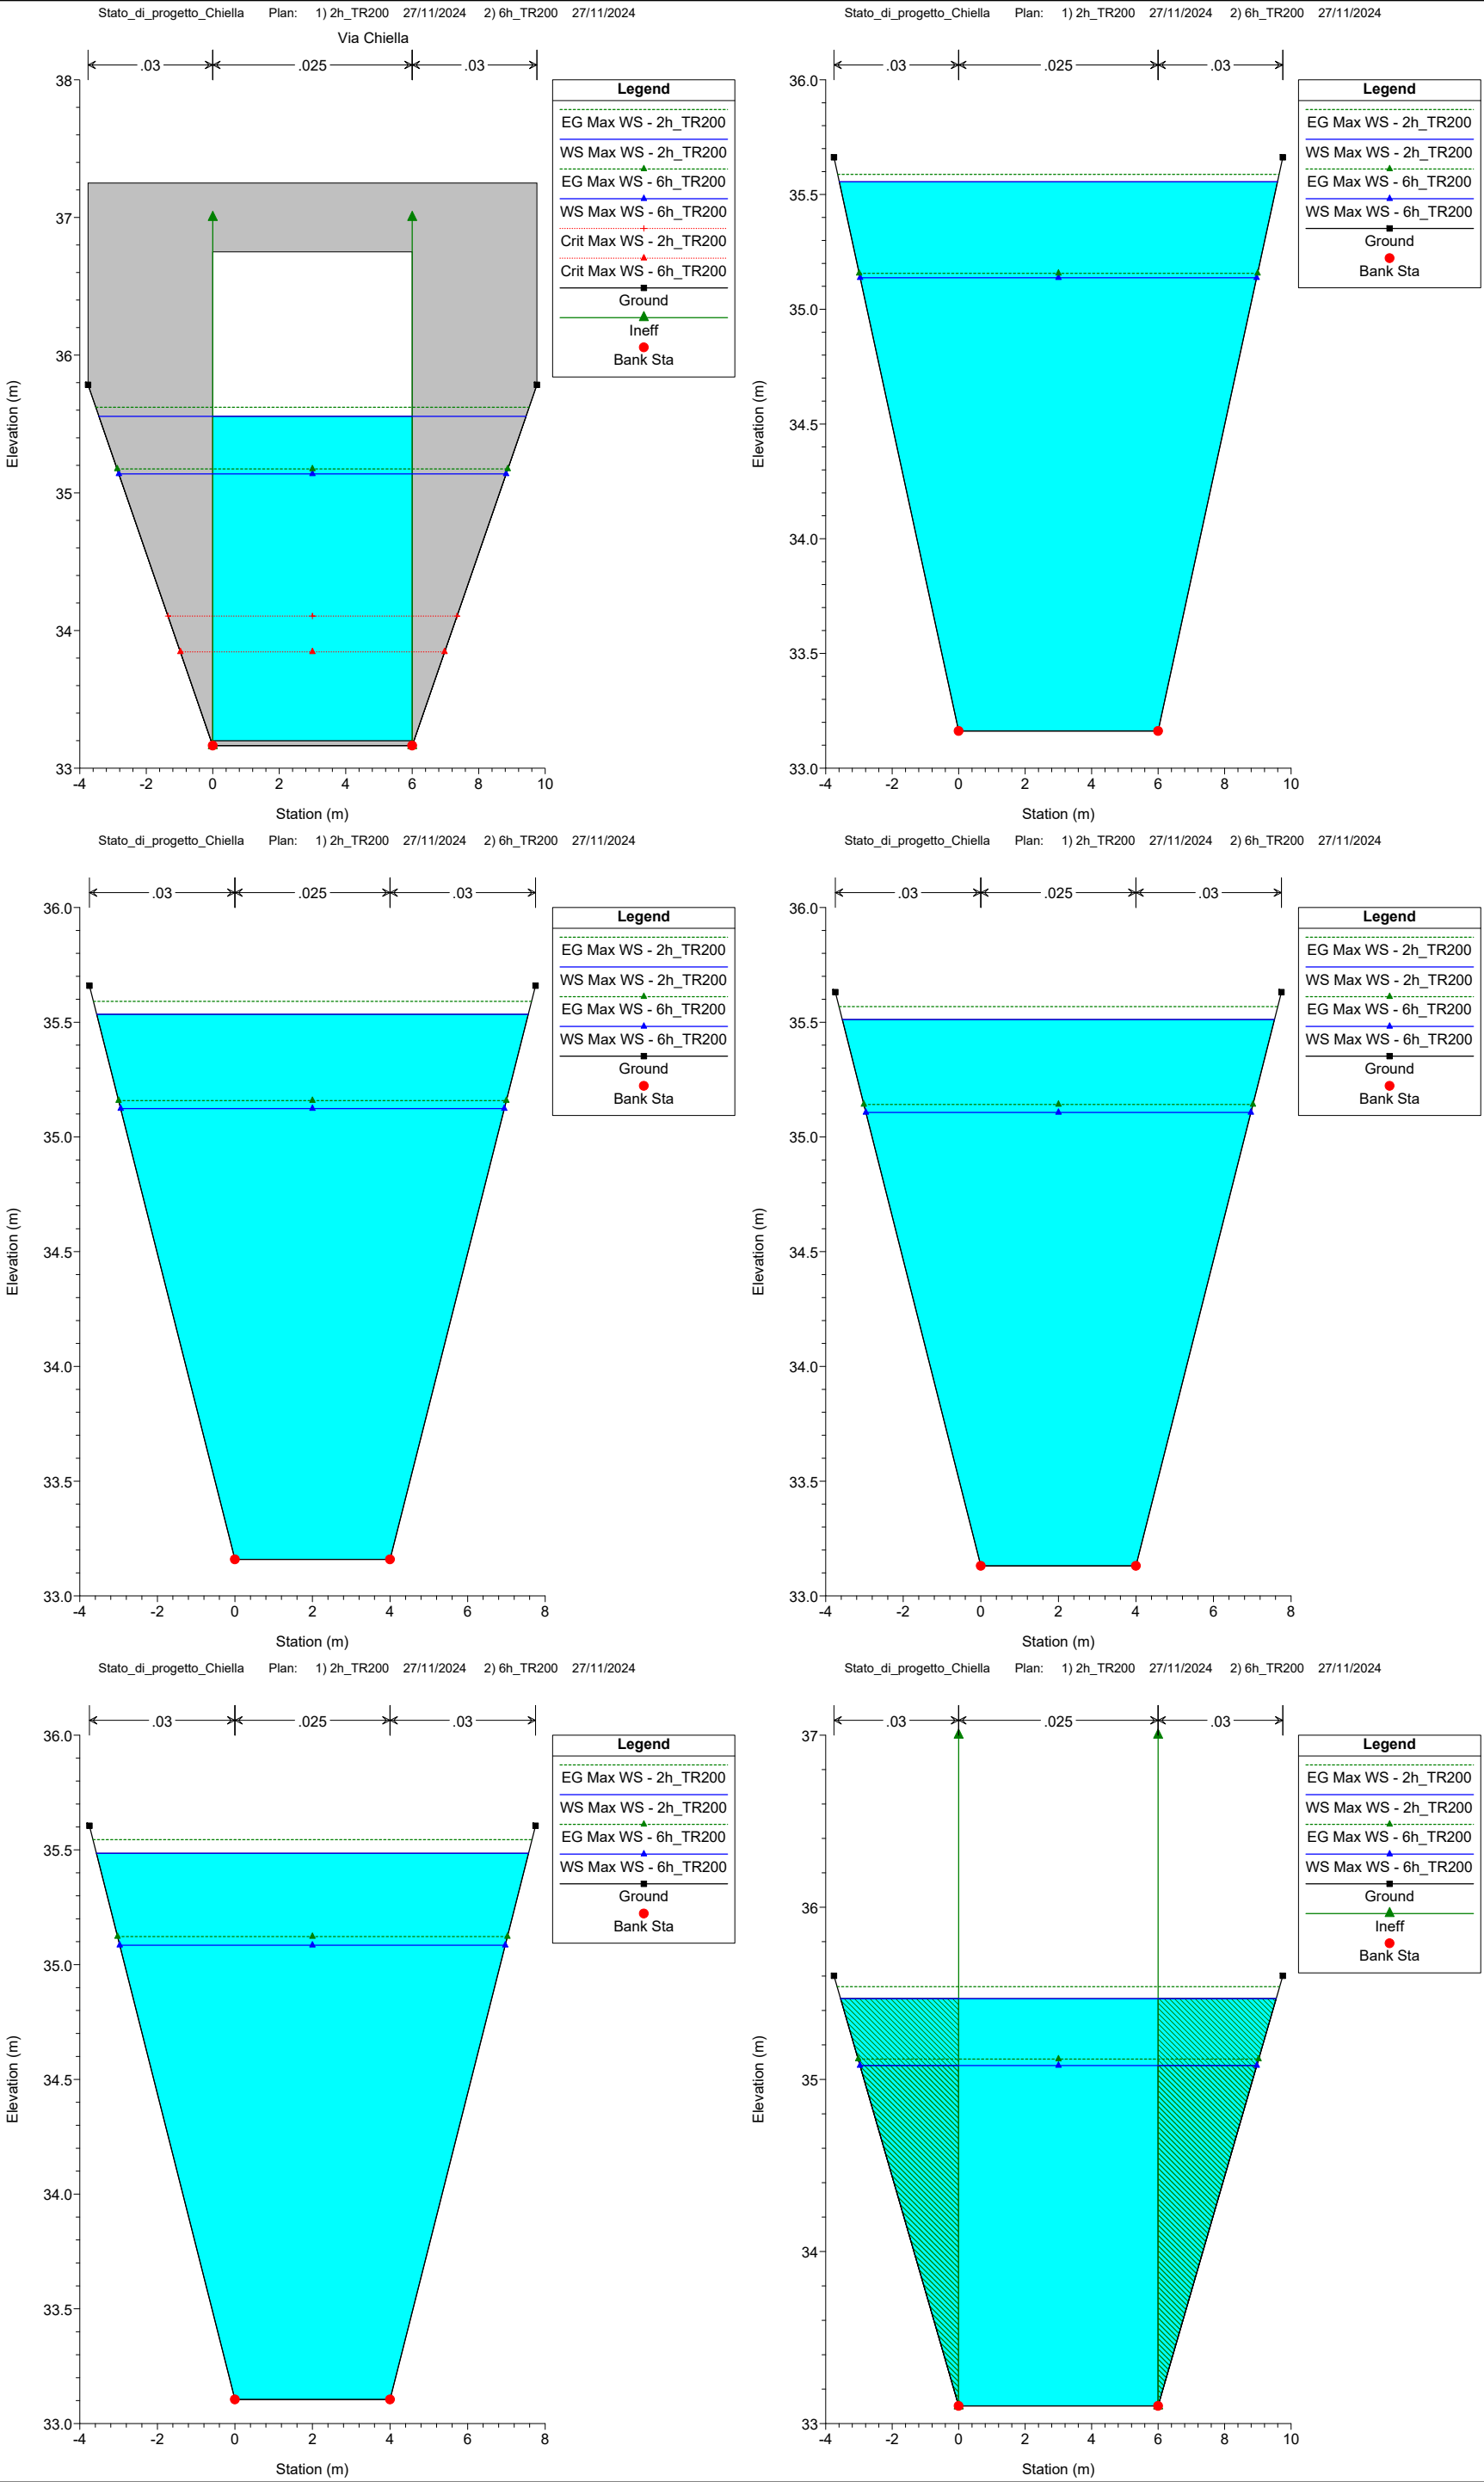 Stato_di_progetto_Chiella Plan: 1) 2h_TR200 27/11/2024 2) 6h_TR200 27/11/2024
Via Chiella
.03 .025 .03
38
37
36
35
34
33
-4 -2 0 2 4 6 8 10
Elevation (m)
Station (m)
Legend
EG Max WS - 2h_TR200
WS Max WS - 2h_TR200
EG Max WS - 6h_TR200
WS Max WS - 6h_TR200
Crit Max WS - 2h_TR200
Crit Max WS - 6h_TR200
Ground
Ineff
Bank Sta
Stato_di_progetto_Chiella Plan: 1) 2h_TR200 27/11/2024 2) 6h_TR200 27/11/2024
.03 .025 .03
36.0
35.5
35.0
34.5
34.0
33.5
33.0
-4 -2 0 2 4 6 8 10
Elevation (m)
Station (m)
Legend
EG Max WS - 2h_TR200
WS Max WS - 2h_TR200
EG Max WS - 6h_TR200
WS Max WS - 6h_TR200
Ground
Bank Sta
Stato_di_progetto_Chiella Plan: 1) 2h_TR200 27/11/2024 2) 6h_TR200 27/11/2024
.03 .025 .03
36.0
35.5
35.0
34.5
34.0
33.5
33.0
-4 -2 0 2 4 6 8
Elevation (m)
Station (m)
Legend
EG Max WS - 2h_TR200
WS Max WS - 2h_TR200
EG Max WS - 6h_TR200
WS Max WS - 6h_TR200
Ground
Bank Sta
Stato_di_progetto_Chiella Plan: 1) 2h_TR200 27/11/2024 2) 6h_TR200 27/11/2024
.03 .025 .03
36.0
35.5
35.0
34.5
34.0
33.5
33.0
-4 -2 0 2 4 6 8
Elevation (m)
Station (m)
Legend
EG Max WS - 2h_TR200
WS Max WS - 2h_TR200
EG Max WS - 6h_TR200
WS Max WS - 6h_TR200
Ground
Bank Sta
Stato_di_progetto_Chiella Plan: 1) 2h_TR200 27/11/2024 2) 6h_TR200 27/11/2024
.03 .025 .03
36.0
35.5
35.0
34.5
34.0
33.5
33.0
-4 -2 0 2 4 6 8
Elevation (m)
Station (m)
Legend
EG Max WS - 2h_TR200
WS Max WS - 2h_TR200
EG Max WS - 6h_TR200
WS Max WS - 6h_TR200
Ground
Bank Sta
Stato_di_progetto_Chiella Plan: 1) 2h_TR200 27/11/2024 2) 6h_TR200 27/11/2024
.03 .025 .03
37
36
35
34
33
-4 -2 0 2 4 6 8 10
Elevation (m)
Station (m)
Legend
EG Max WS - 2h_TR200
WS Max WS - 2h_TR200
EG Max WS - 6h_TR200
WS Max WS - 6h_TR200
Ground
Ineff
Bank Sta